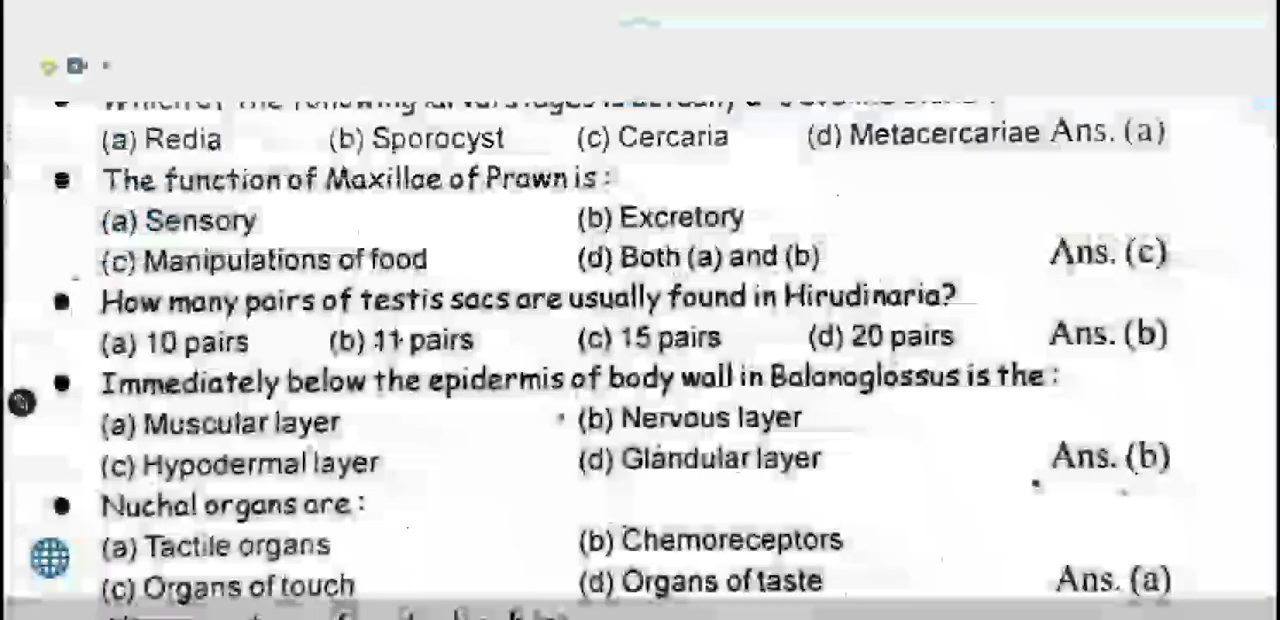 (a) Redia (b) Sporocyst (c) Cercaria (d) Metacercariae Ans. (a)
• The function of Maxillae of Prawn is :
(a) Sensory (b) Excretory
(c) Manipulations of food (d) Both (a) and (b) Ans. (c)
• How many pairs of testis sacs are usually found in Hirudinaria?
(a) 10 pairs (b) 11 pairs (c) 15 pairs (d) 20 pairs Ans. (b)
• Immediately below the epidermis of body wall in Balanoglossus is the :
(a) Muscular layer (b) Nervous layer
(c) Hypodermal layer (d) Glandular layer Ans. (b)
• Nuchal organs are :
(a) Tactile organs (b) Chemoreceptors
(c) Organs of touch (d) Organs of taste Ans. (a)